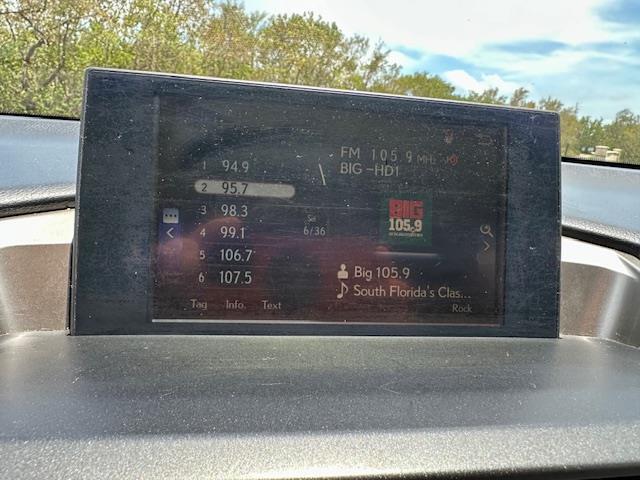 1 94.9
2 95.7
3 98.3
4 99.1
5 106.7
6 107.5
Tag Info. Text
6/36
FM 105.9 MHz
BIG -HD1
BIG
105.9
Big 105.9
South Florida's Clas...
Rock